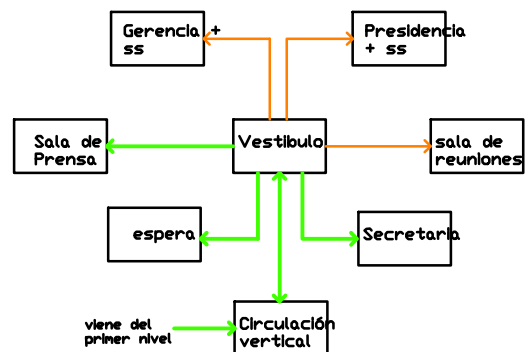 Gerencia +
ss
Presidencia
+ ss
Sala de
Prensa
Vestibulo
sala de
reuniones
espera
Secretaria
viene del
primer nivel
Circulación
vertical